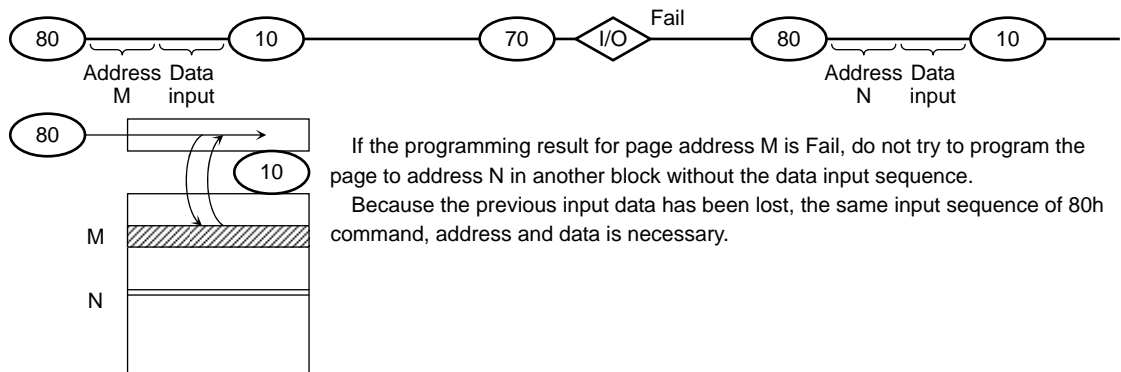 80 10 70 I/O Fail 80 10
Address Data Address Data
M input N input
80
10
M
N
If the programming result for page address M is Fail, do not try to program the
page to address N in another block without the data input sequence.
Because the previous input data has been lost, the same input sequence of 80h
command, address and data is necessary.